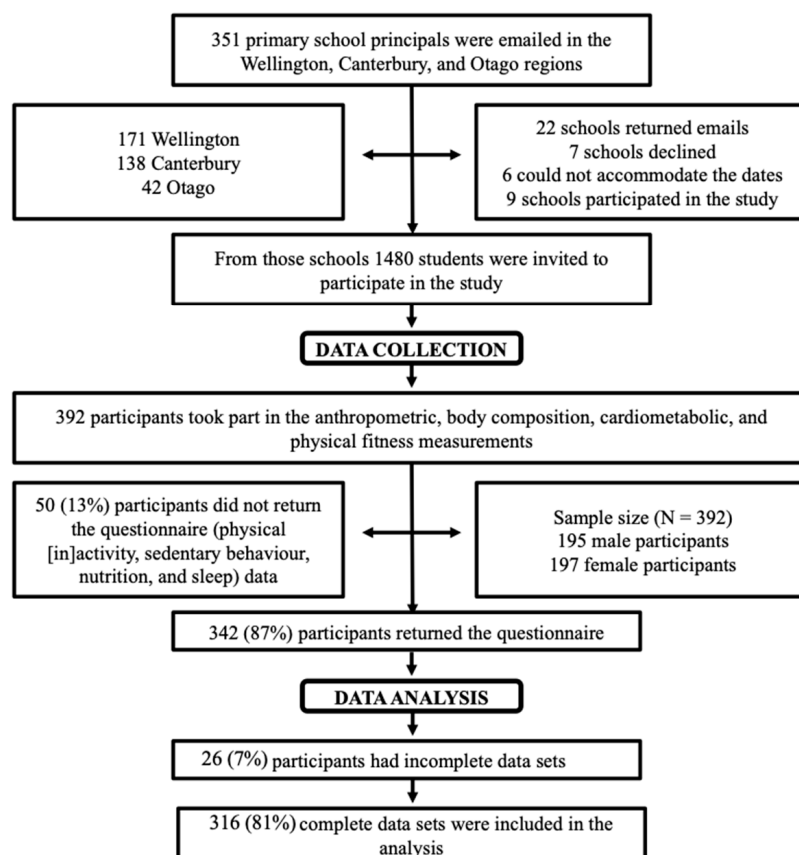 351 primary school principals were emailed in the
Wellington, Canterbury, and Otago regions
171 Wellington
138 Canterbury
42 Otago
22 schools returned emails
7 schools declined
6 could not accommodate the dates
9 schools participated in the study
From those schools 1480 students were invited to
participate in the study
DATA COLLECTION
392 participants took part in the anthropometric, body composition, cardiometabolic, and
physical fitness measurements
50 (13%) participants did not return
the questionnaire (physical
[in]activity, sedentary behaviour,
nutrition, and sleep) data
Sample size (N = 392)
195 male participants
197 female participants
342 (87%) participants returned the questionnaire
DATA ANALYSIS
26 (7%) participants had incomplete data sets
316 (81%) complete data sets were included in the
analysis